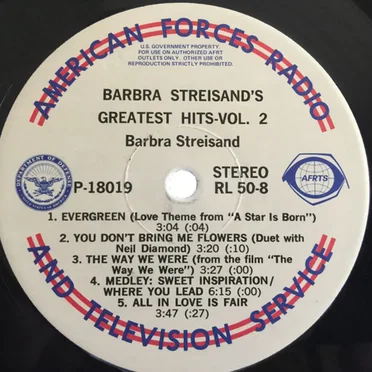 AMERICAN FORCES RADIO
U.S. GOVERNMENT PROPERTY.
FOR USE ON AUTHORIZED AFRT
OUTLETS ONLY. OTHER USE OR
REPRODUCTION STRICTLY PROHIBITED.
BARBRA STREISAND'S
GREATEST HITS-VOL. 2
Barbra Streisand
DEPARTMENT OF DEFENSE
P-18019
STEREO
RL 50-8
AFRTS
1. EVERGREEN (Love Theme from "A Star Is Born")
3:04 (:04)
2. YOU DON'T BRING ME FLOWERS (Duet with
Neil Diamond) 3:20 (:10)
3. THE WAY WE WERE (from the film "The
Way We Were") 3:27 (:00)
4. MEDLEY: SWEET INSPIRATION/
WHERE YOU LEAD 6:15 (:00)
5. ALL IN LOVE IS FAIR
3:47 (:27)
AND TELEVISION SERVICE